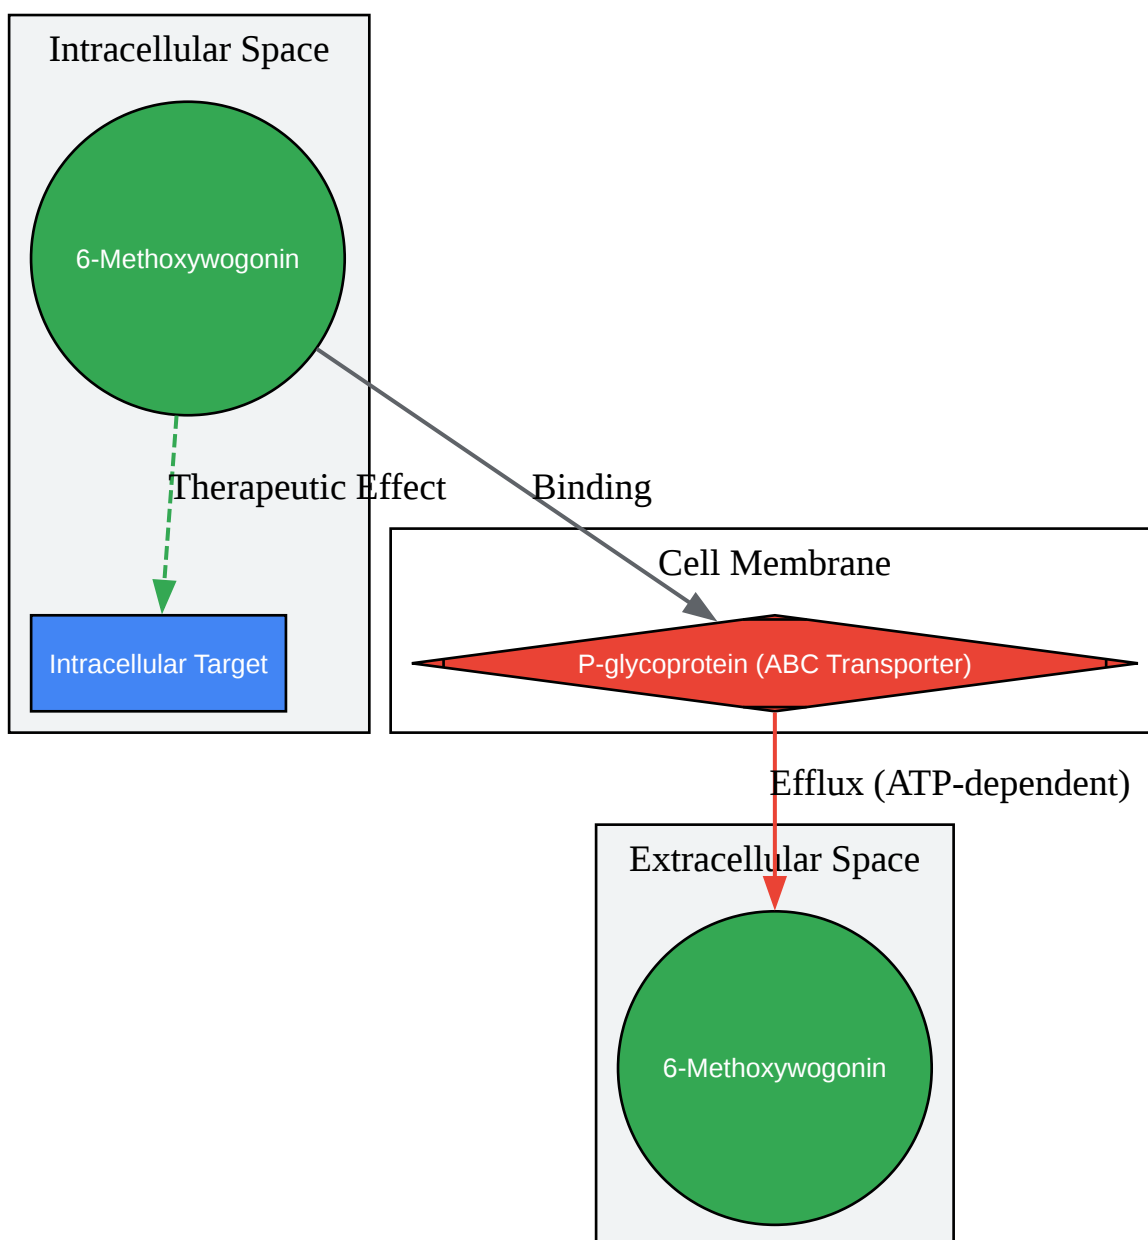 Intracellular Space
6-Methoxywogonin
Therapeutic Effect
Binding
Cell Membrane
Intracellular Target
P-glycoprotein (ABC Transporter)
Efflux (ATP-dependent)
Extracellular Space
6-Methoxywogonin